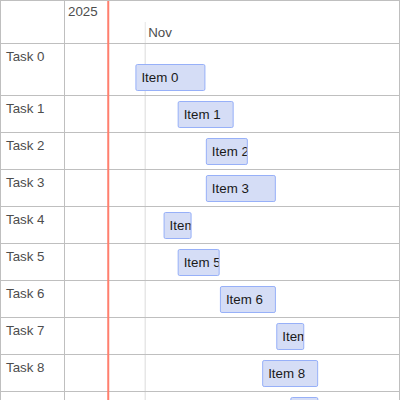 2025
Nov
Task 0
Item 0
Task 1
Item 1
Task 2
Item 2
Task 3
Item 3
Task 4
Task 5
Item 5
Task 6
Item 6
Task 7
Task 8
Item 8